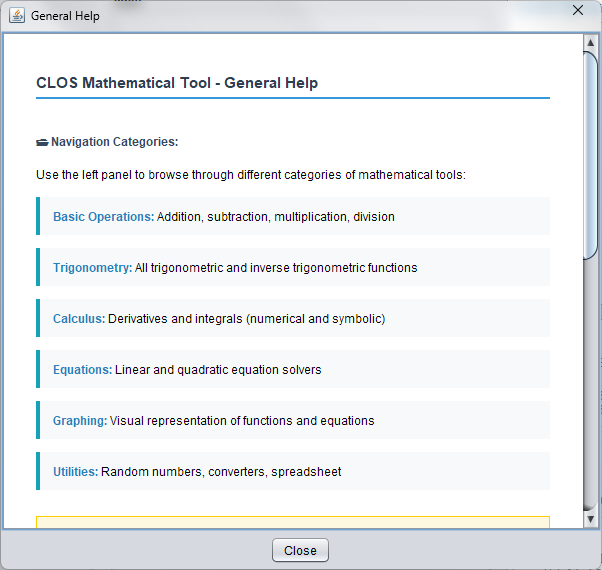 General Help
CLOS Mathematical Tool - General Help
Navigation Categories:
Use the left panel to browse through different categories of mathematical tools:
Basic Operations: Addition, subtraction, multiplication, division
Trigonometry: All trigonometric and inverse trigonometric functions
Calculus: Derivatives and integrals (numerical and symbolic)
Equations: Linear and quadratic equation solvers
Graphing: Visual representation of functions and equations
Utilities: Random numbers, converters, spreadsheet
Close